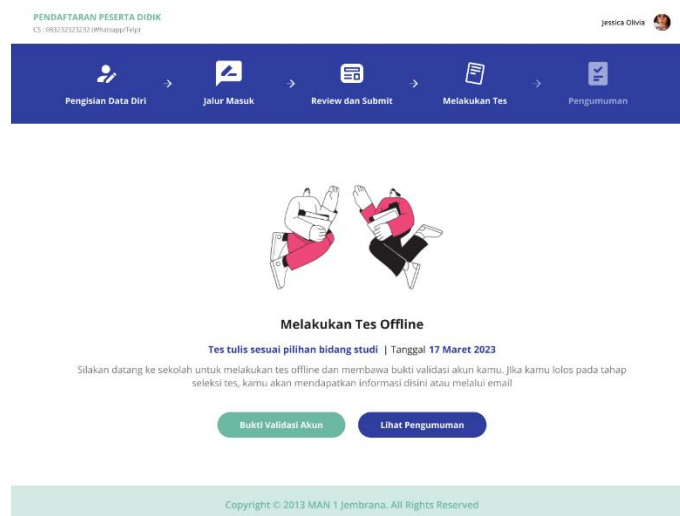 PENDAFTARAN PESERTA DIDIK
CS : 083232323232 (Whatsapp/Telp)
Jessica Olivia
Pengisian Data Diri
Jalur Masuk
Review dan Submit
Melakukan Tes
Pengumuman
Melakukan Tes Offline
Tes tulis sesuai pilihan bidang studi | Tanggal 17 Maret 2023
Silakan datang ke sekolah untuk melakukan tes offline dan membawa bukti validasi akun kamu. JIka kamu lolos pada tahap
seleksi tes, kamu akan mendapatkan informasi disini atau melalui email
Bukti Validasi Akun
Lihat Pengumuman
Copyright © 2013 MAN 1 Jembrana. All Rights Reserved